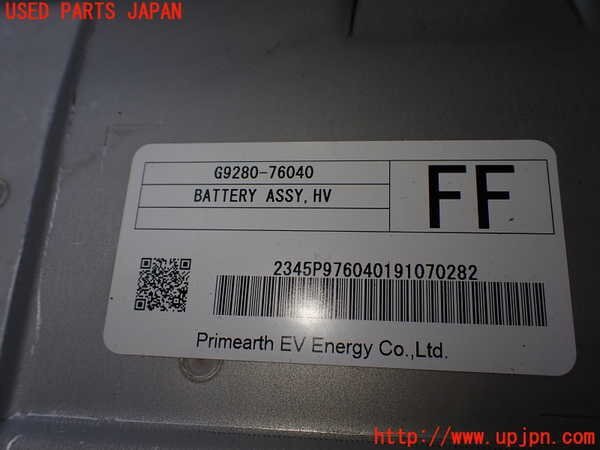 USED PARTS JAPAN
G9280-76040
BATTERY ASSY,HV
FF
2345P976040191070282
Primearth EV Energy Co.,Ltd.
http://www.upjpn.com/